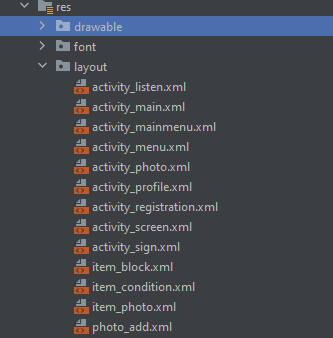 res
drawable
font
layout
activity_listen.xml
activity_main.xml
activity_mainmenu.xml
activity_menu.xml
activity_photo.xml
activity_profile.xml
activity_registration.xml
activity_screen.xml
activity_sign.xml
item_block.xml
item_condition.xml
item_photo.xml
photo_add.xml